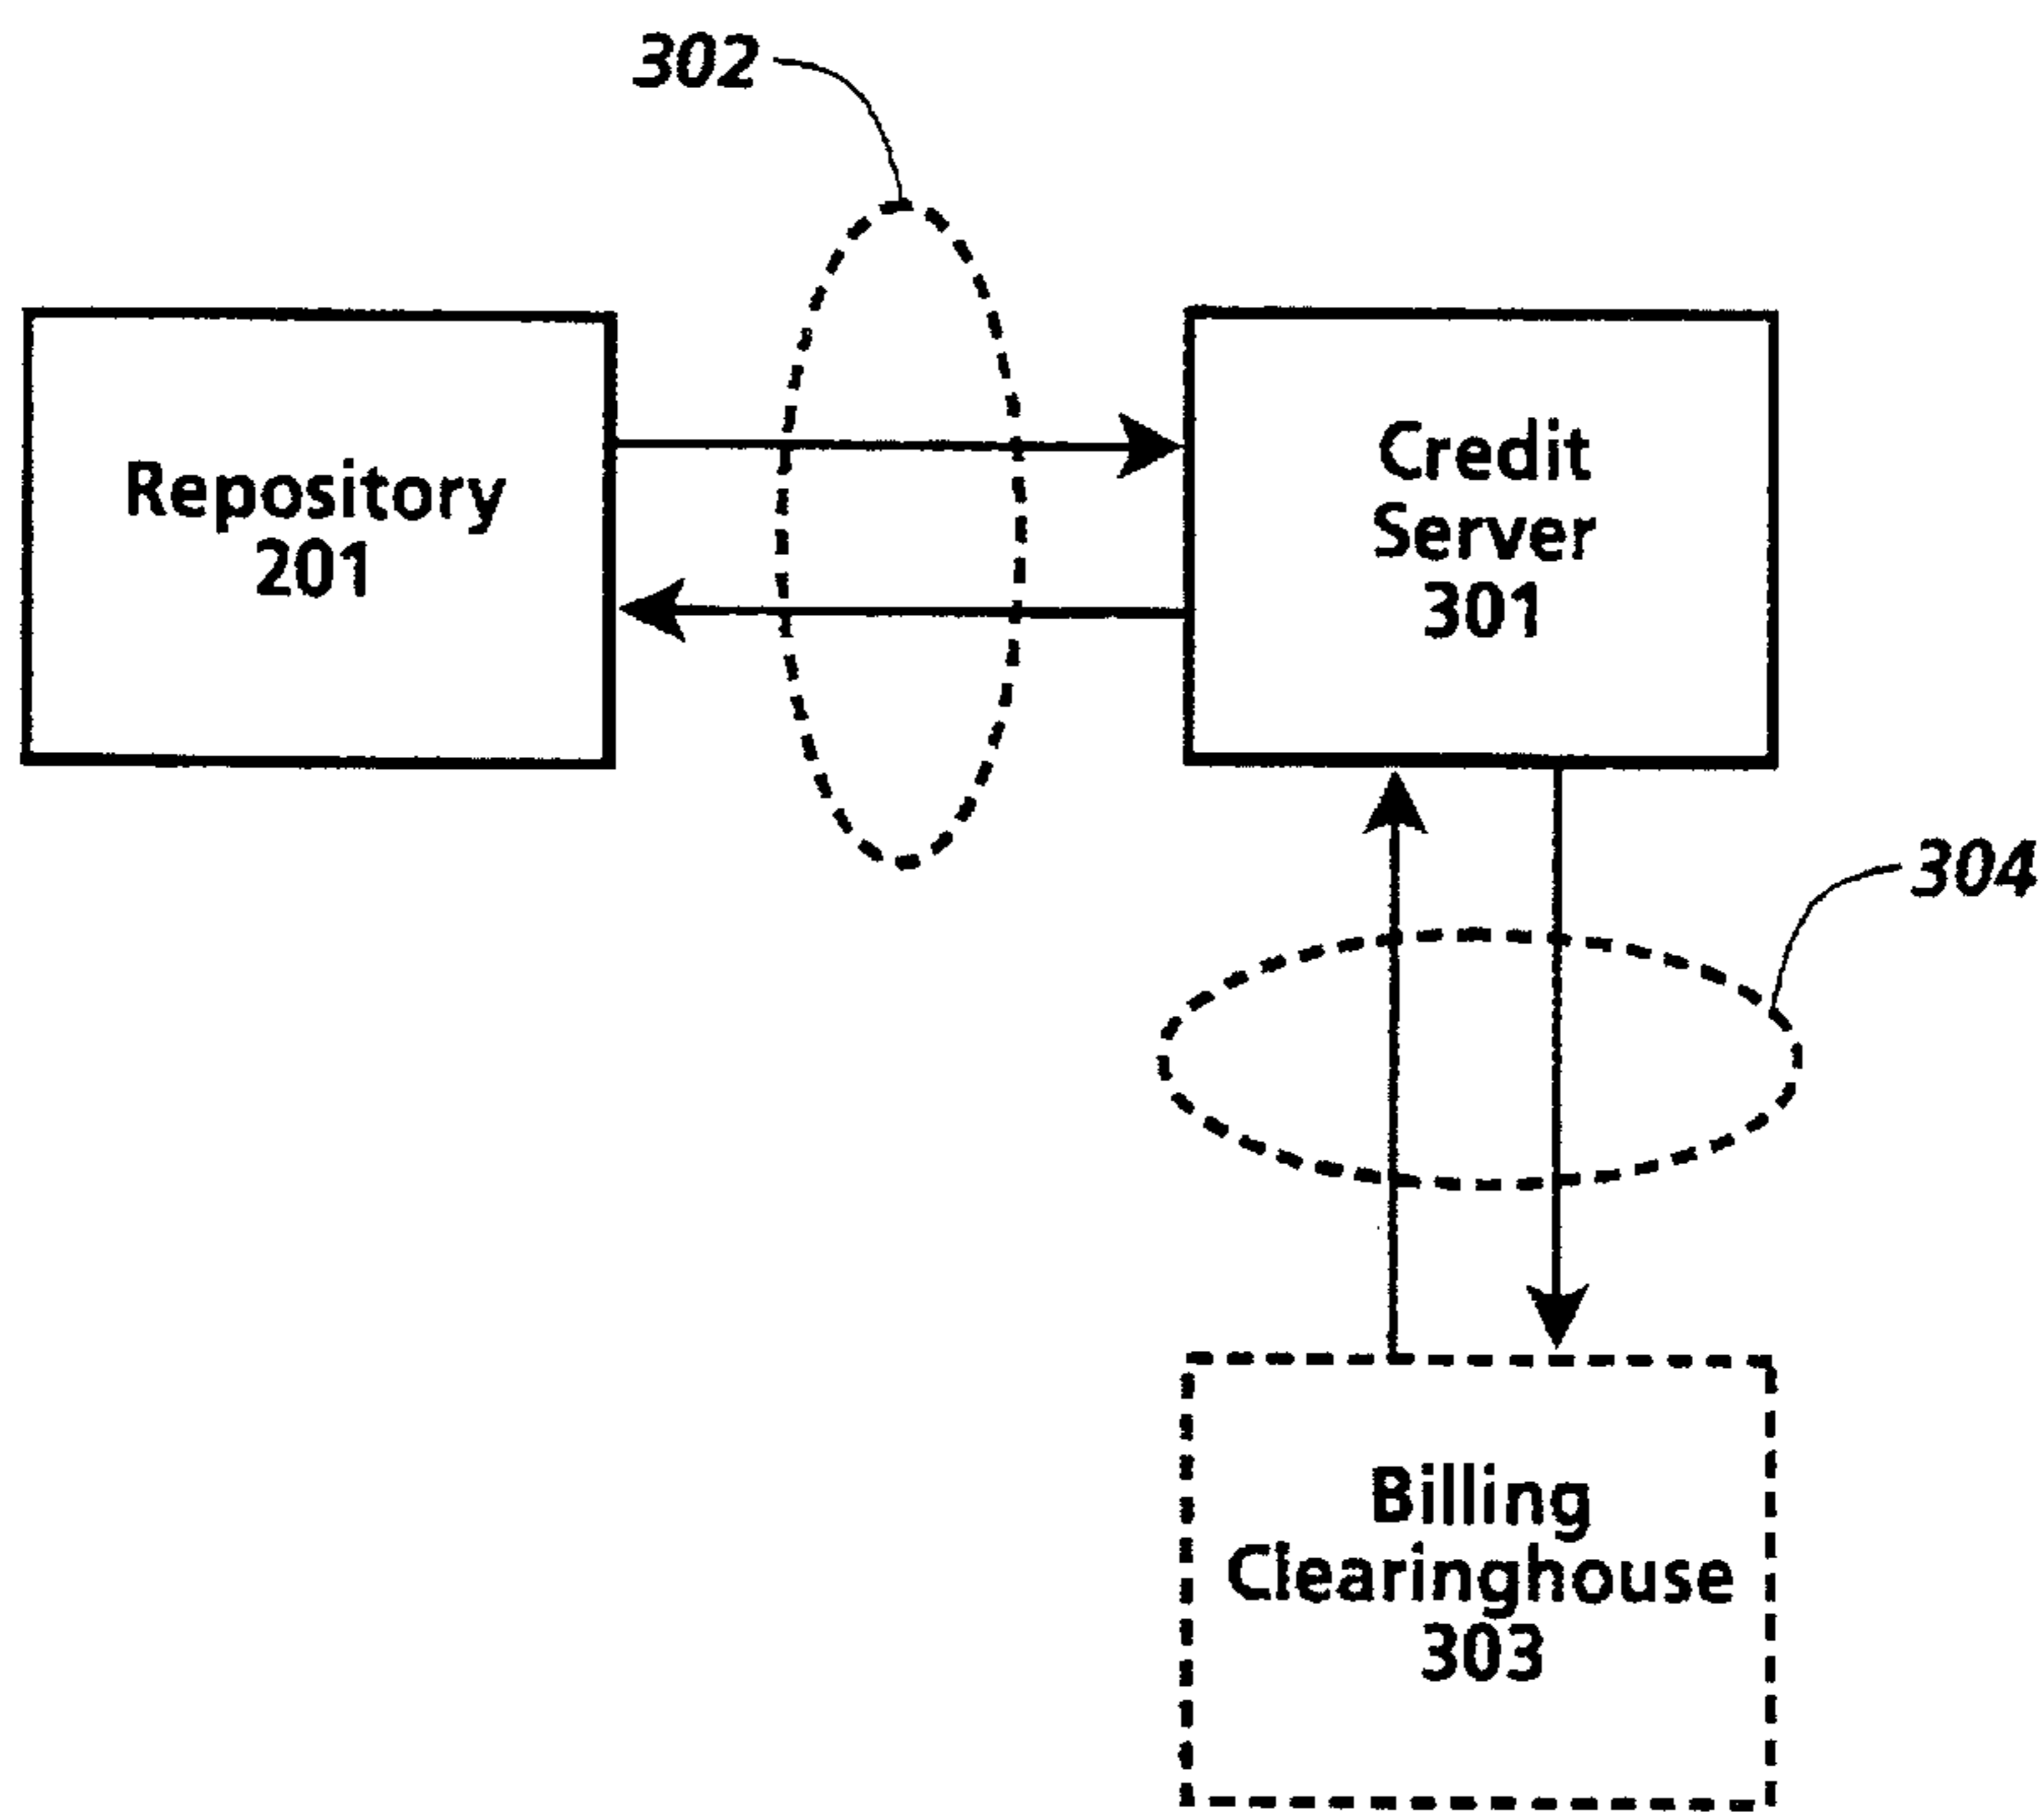 302
Repository
201
Credit
Server
301
304
Billing
Clearinghouse
303